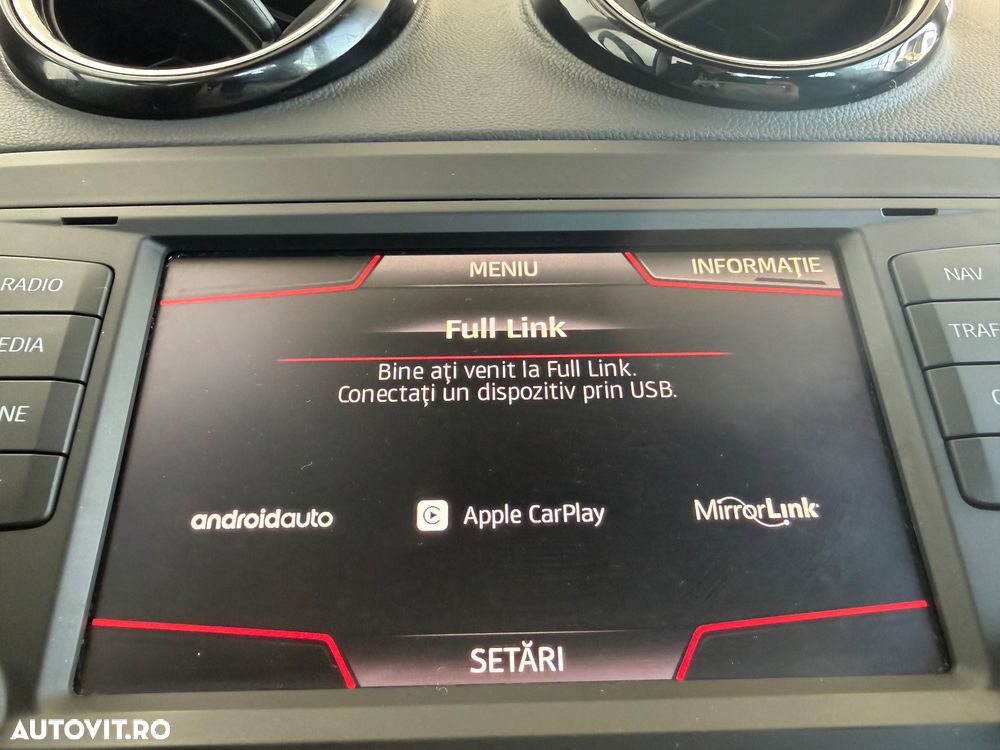 MENIU
INFORMAȚIE
RADIO
NAV
Full Link
EDIA
TRAF
Bine ați venit la Full Link.
Conectați un dispozitiv prin USB.
NE
androidauto
Apple CarPlay
MirrorLink
SETĂRI
AUTOVIT.RO